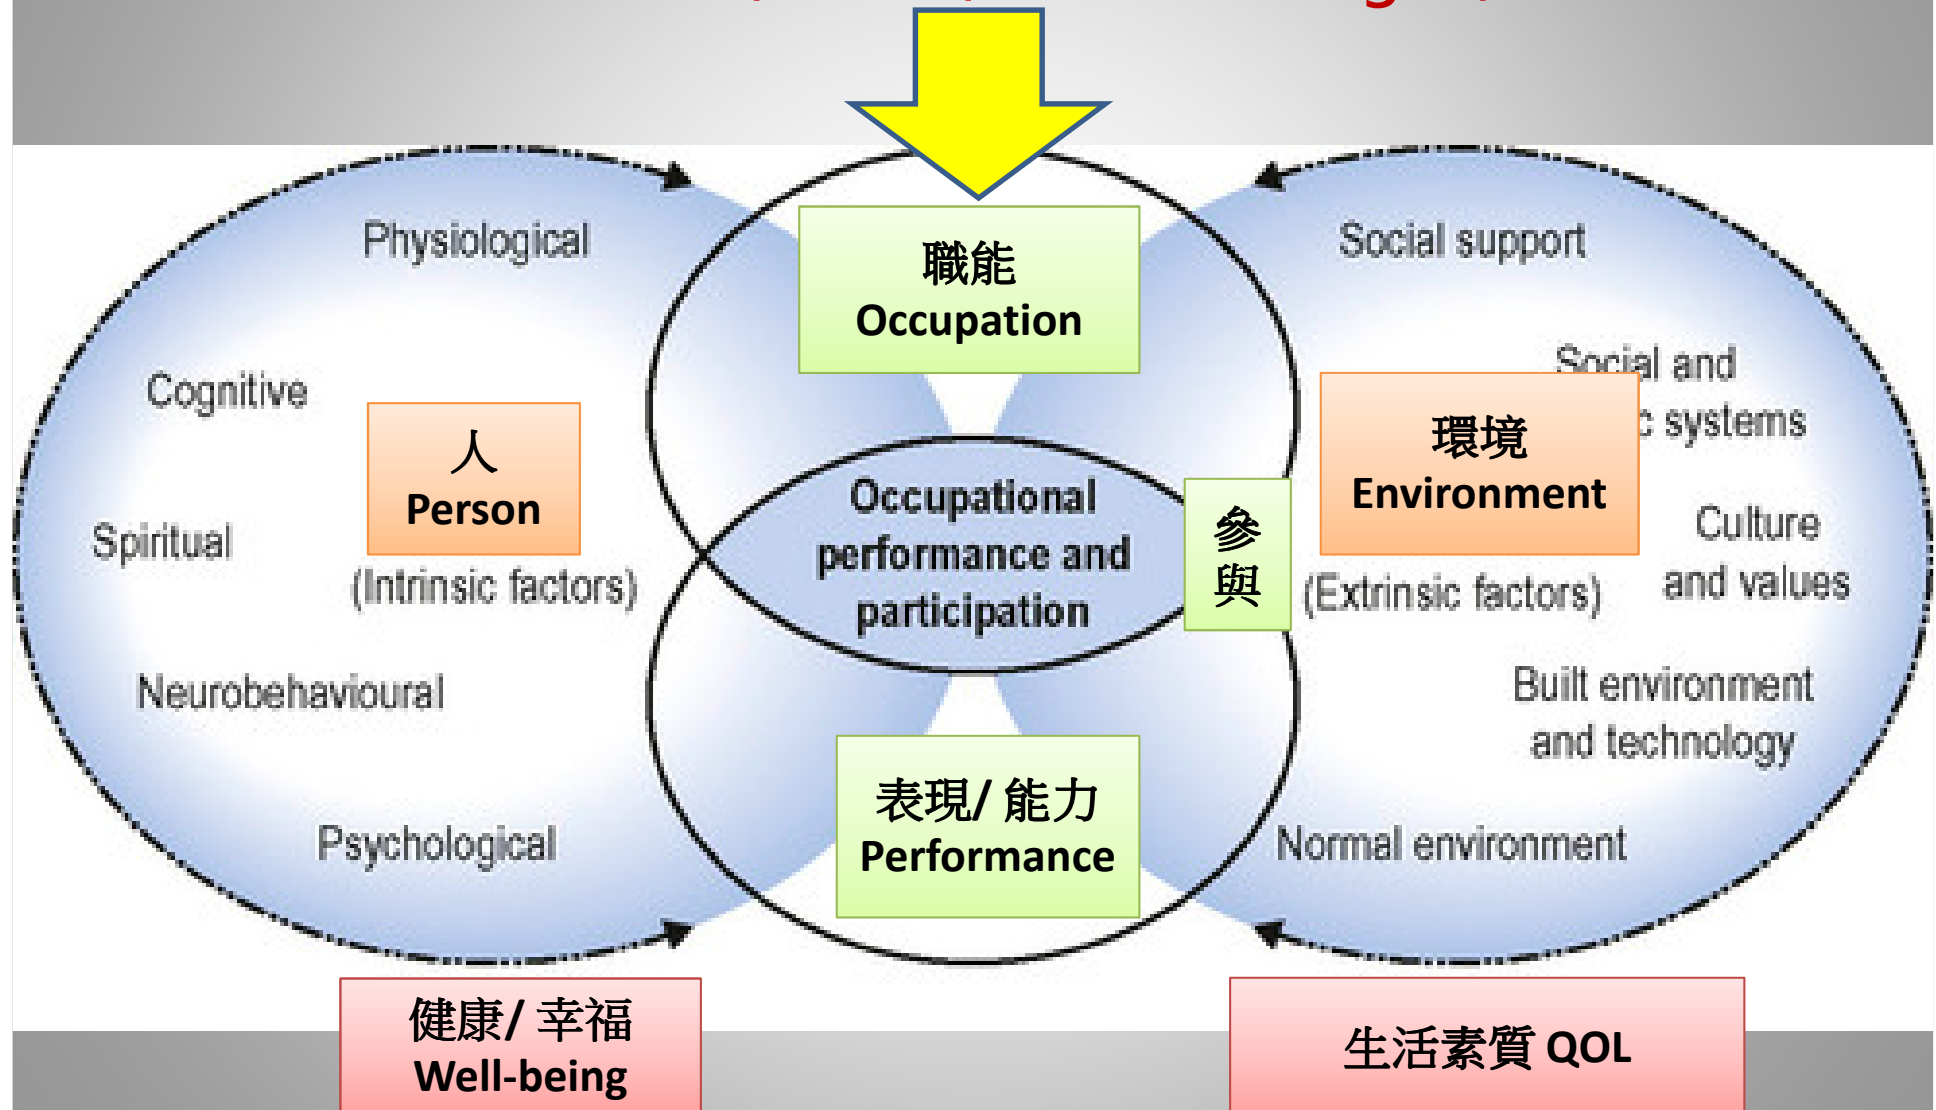 Physiological
Cognitive
Spiritual
人
Person
(Intrinsic factors)
Neurobehavioural
Psychological
職能
Occupation
Occupational
performance and
participation
參
與
表現/ 能力
Performance
Social support
Social and
systems
環境
Environment
(Extrinsic factors)
Culture
and values
Built environment
and technology
Normal environment
健康/ 幸福
Well-being
生活素質 QOL